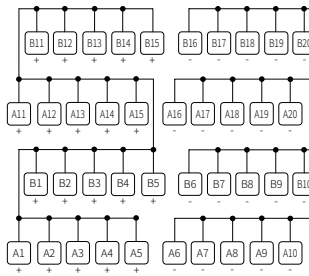 B11 B12 B13 B14 B15 B16 B17 B18 B19 B20
+ + + + + - - - - -
A11 A12 A13 A14 A15 A16 A17 A18 A19 A20
+ + + + + - - - - -
B1 B2 B3 B4 B5 B6 B7 B8 B9 B10
+ + + + + - - - - -
A1 A2 A3 A4 A5 A6 A7 A8 A9 A10
+ + + + + - - - - -